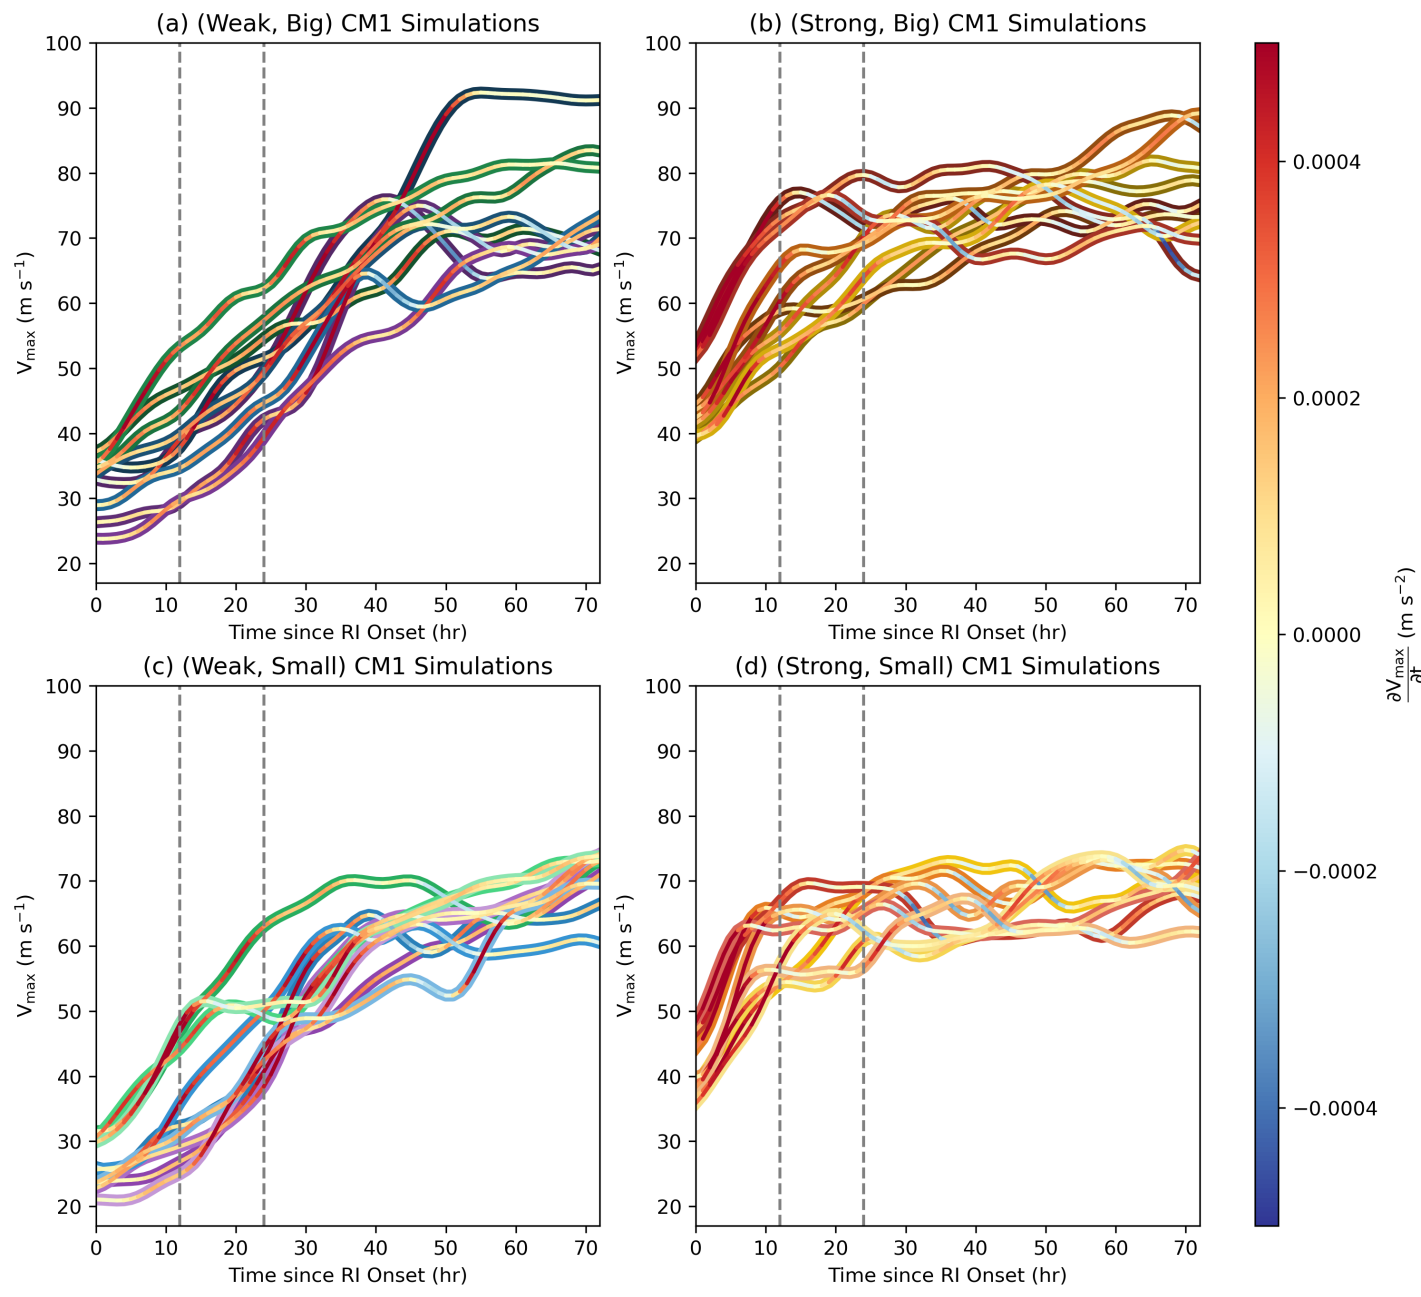 (a) (Weak, Big) CM1 Simulations
(b) (Strong, Big) CM1 Simulations
100
90
80
70
60
50
40
30
20
V_max (m s⁻¹)
0 10 20 30 40 50 60 70
Time since RI Onset (hr)
100
90
80
70
60
50
40
30
20
V_max (m s⁻¹)
0 10 20 30 40 50 60 70
Time since RI Onset (hr)
(c) (Weak, Small) CM1 Simulations
(d) (Strong, Small) CM1 Simulations
100
90
80
70
60
50
40
30
20
V_max (m s⁻¹)
0 10 20 30 40 50 60 70
Time since RI Onset (hr)
100
90
80
70
60
50
40
30
20
V_max (m s⁻¹)
0 10 20 30 40 50 60 70
Time since RI Onset (hr)
0.0004
0.0002
0.0000
−0.0002
−0.0004
∂V_max/∂t (m s⁻²)